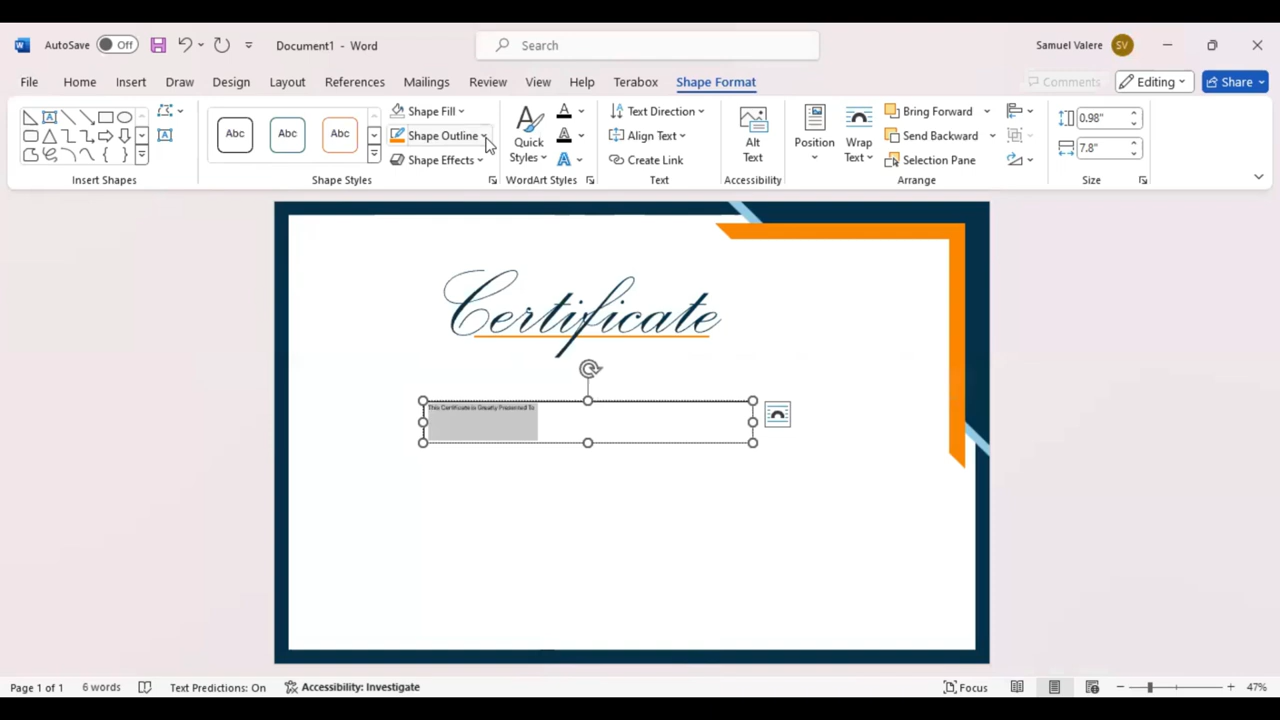 AutoSave Off Document1 - Word Search Samuel Valere SV
File Home Insert Draw Design Layout References Mailings Review View Help Terabox Shape Format Comments Editing Share
Abc Abc Abc Shape Fill Text Direction Bring Forward 0.98"
Shape Outline Align Text Send Backward
Shape Effects Create Link Selection Pane 7.8"
Quick Styles
Alt Text
Position
Wrap Text
Insert Shapes Shape Styles WordArt Styles Text Accessibility Arrange Size
Certificate
This Certificate is Greatly Presented To
Page 1 of 1 6 words Text Predictions: On Accessibility: Investigate Focus 47%